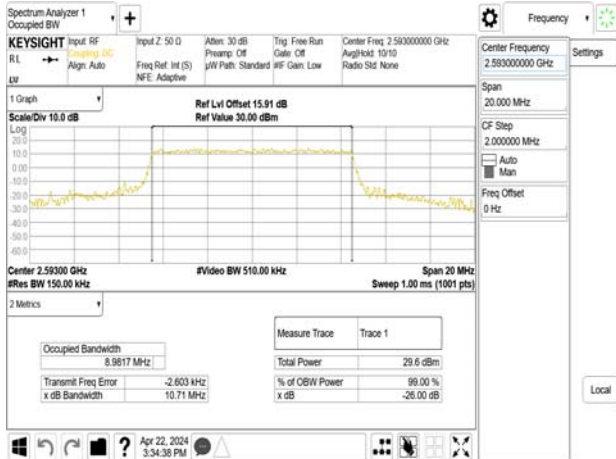 Spectrum Analyzer 1
Occupied BW
Frequency
KEYSIGHT
Input: RF
Coupling: DC
Align: Auto
Input Z: 50 Ω
Freq Ref: Int (S)
NFE: Adaptive
Atten: 30 dB
Preamp: Off
µW Path: Standard
Trig: Free Run
Gate: Off
#IF Gain: Low
Center Freq: 2.593000000 GHz
Avg|Hold: 10/10
Radio Std: None
RL
LM
Center Frequency
2.593000000 GHz
Settings
Span
20.000 MHz
CF Step
2.000000 MHz
Auto
Man
Freq Offset
0 Hz
Local
1 Graph
Scale/Div 10.0 dB
Ref Lvl Offset 15.91 dB
Ref Value 30.00 dBm
Log
20.0
10.0
0.00
-10.0
-20.0
-30.0
-40.0
-50.0
-60.0
Center 2.59300 GHz
#Res BW 150.00 kHz
#Video BW 510.00 kHz
Span 20 MHz
Sweep 1.00 ms (1001 pts)
2 Metrics
Measure Trace
Trace 1
Occupied Bandwidth
8.9817 MHz
Total Power
29.6 dBm
Transmit Freq Error
-2.603 kHz
% of OBW Power
99.00 %
x dB Bandwidth
10.71 MHz
x dB
-26.00 dB
Apr 22, 2024
3:34:38 PM